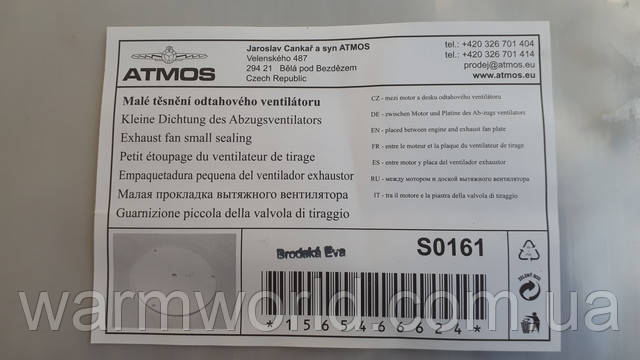 ATMOS
Jaroslav Cankař a syn ATMOS
Velenského 487
294 21 Bělá pod Bezdězem
Czech Republic
tel.: +420 326 701 404
tel.: +420 326 701 414
prodej@atmos.eu
www.atmos.eu
Malé těsnění odtahového ventilátoru
Kleine Dichtung des Abzugsventilators
Exhaust fan small sealing
Petit étoupage du ventilateur de tirage
Empaquetadura pequena del ventilador exhaustor
Малая прокладка вытяжного вентилятора
Guarnizione piccola della valvola di tiraggio
CZ - mezi motor a desku odtahového ventilátoru
DE - zwischen Motor und Platine des Ab-zugs ventilators
EN - placed between engine and exhaust fan plate
FR - entre le moteur et la plaque du ventilateur de tirage
ES - entre motor y placa del ventilador exhaustor
RU - между мотором и доской вытяжного вентилятора
IT - tra il motore e la piastra della valvola di tiraggio
Brodská Eva
S0161
ZELENÝ BOD
*1565466624*
warmworld.com.ua